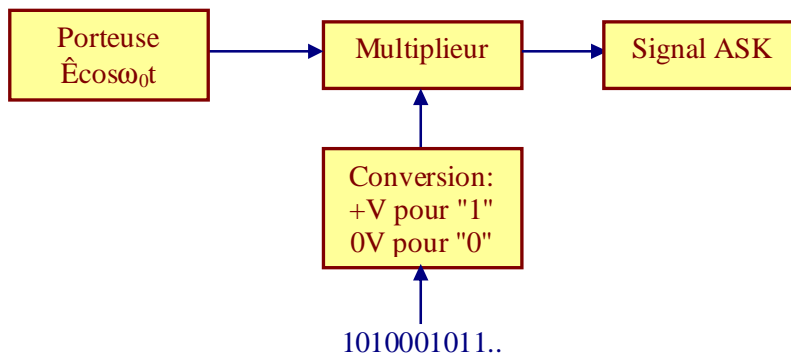 Porteuse
Êcosω₀t
Multiplieur
Signal ASK
Conversion:
+V pour "1"
0V pour "0"
1010001011..